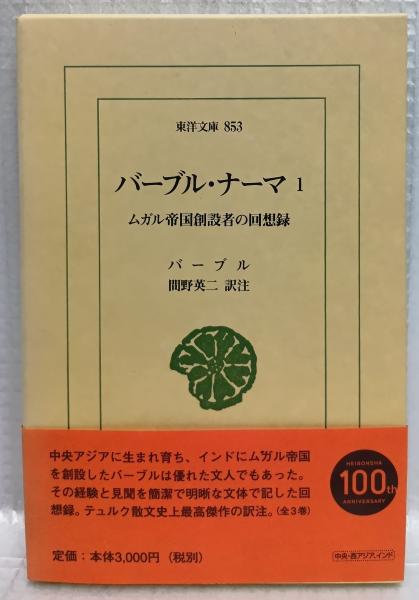 東洋文庫 853
バーブル・ナーマ 1
ムガル帝国創設者の回想録
バーブル
間野英二 訳注
中央アジアに生まれ育ち、インドにムガル帝国
を創設したバーブルは優れた文人でもあった。
その経験と見聞を簡潔で明晰な文体で記した回
想録。テュルク散文史上最高傑作の訳注。(全3巻)
定価:本体3,000円(税別)
HEIBONSHA
100th
ANNIVERSARY
中央・西アジア、インド